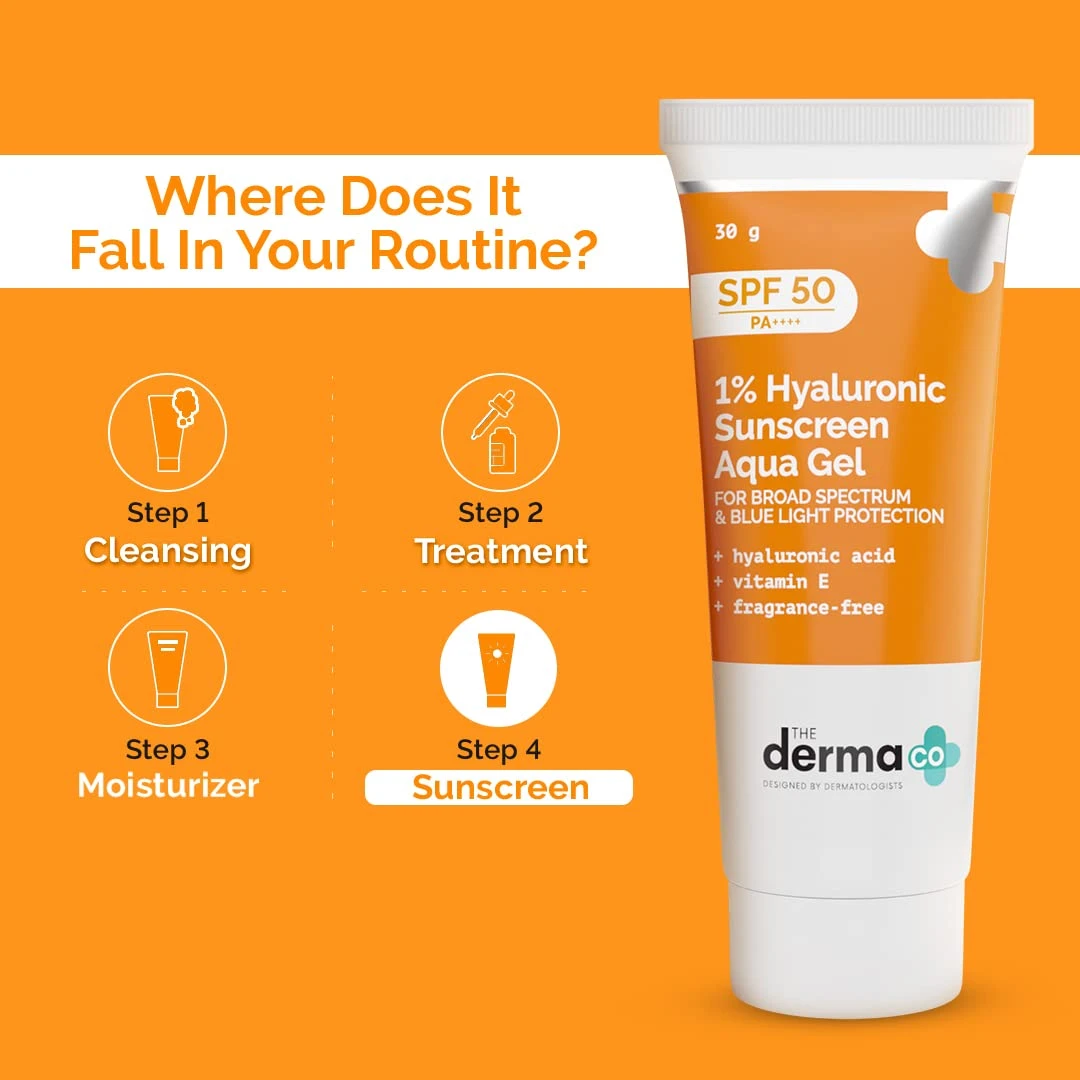 Where Does It
Fall In Your Routine?
Step 1
Cleansing
Step 2
Treatment
Step 3
Moisturizer
Step 4
Sunscreen
30 g
SPF 50
PA++++
1% Hyaluronic
Sunscreen
Aqua Gel
FOR BROAD SPECTRUM
& BLUE LIGHT PROTECTION
+ hyaluronic acid
+ vitamin E
+ fragrance-free
THE
derma co
DESIGNED BY DERMATOLOGISTS